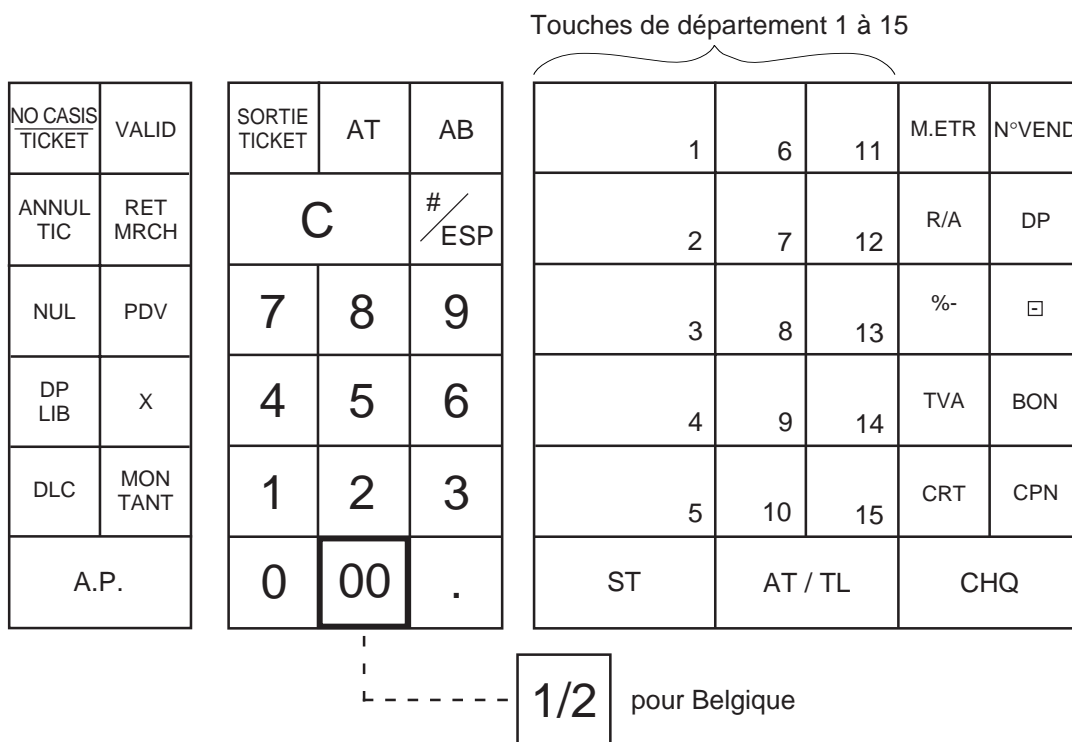 Touches de département 1 à 15
NO CASIS
TICKET
VALID
SORTIE
TICKET
AT
AB
1
6
11
M.ETR
N°VEND
ANNUL
TIC
RET
MRCH
C
#/ESP
2
7
12
R/A
DP
NUL
PDV
7
8
9
3
8
13
%-
-
DP
LIB
X
4
5
6
4
9
14
TVA
BON
DLC
MON
TANT
1
2
3
5
10
15
CRT
CPN
A.P.
0
00
.
ST
AT / TL
CHQ
1/2
pour Belgique